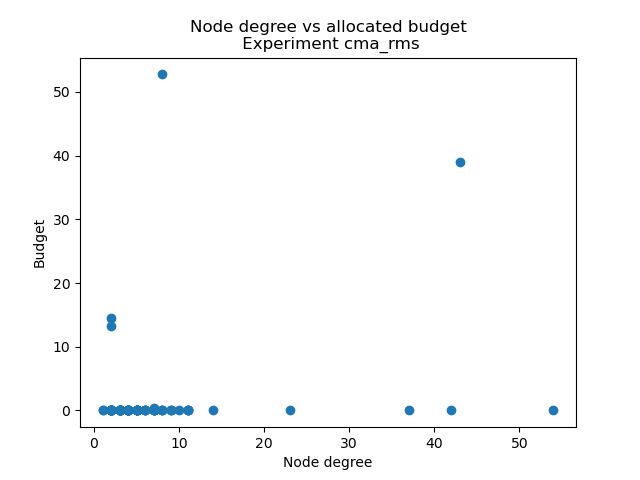 Node degree vs allocated budget
Experiment cma_rms
Budget
50
40
30
20
10
0
0 10 20 30 40 50
Node degree